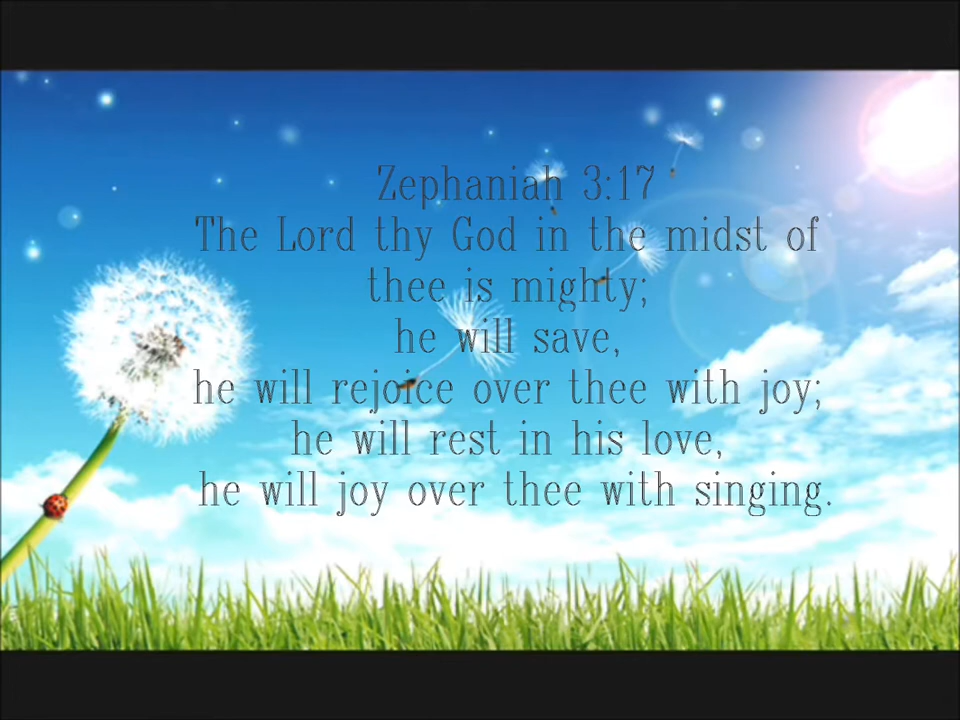 Zephaniah 3:17
The Lord thy God in the midst of
thee is mighty;
he will save,
he will rejoice over thee with joy;
he will rest in his love,
he will joy over thee with singing.